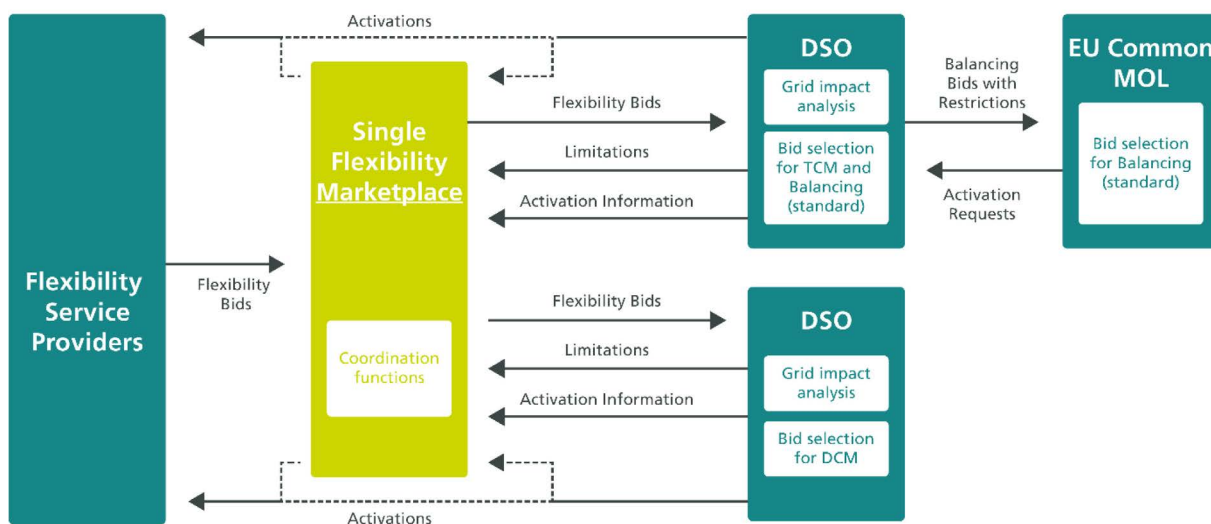 Activations
Flexibility
Service
Providers
Flexibility
Bids
Single
Flexibility
Marketplace
Coordination
functions
Flexibility Bids
Limitations
Activation Information
DSO
Grid impact
analysis
Bid selection
for TCM and
Balancing
(standard)
Balancing
Bids with
Restrictions
Activation
Requests
EU Common
MOL
Bid selection
for Balancing
(standard)
Flexibility Bids
Limitations
Activation Information
DSO
Grid impact
analysis
Bid selection
for DCM
Activations